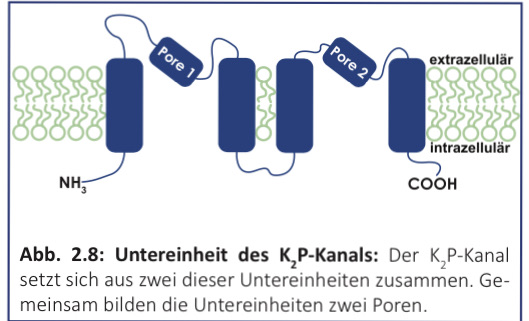 Pore 1
Pore 2
extrazellulär
intrazellulär
NH₃
COOH
Abb. 2.8: Untereinheit des K₂P-Kanals: Der K₂P-Kanal
setzt sich aus zwei dieser Untereinheiten zusammen. Ge-
meinsam bilden die Untereinheiten zwei Poren.